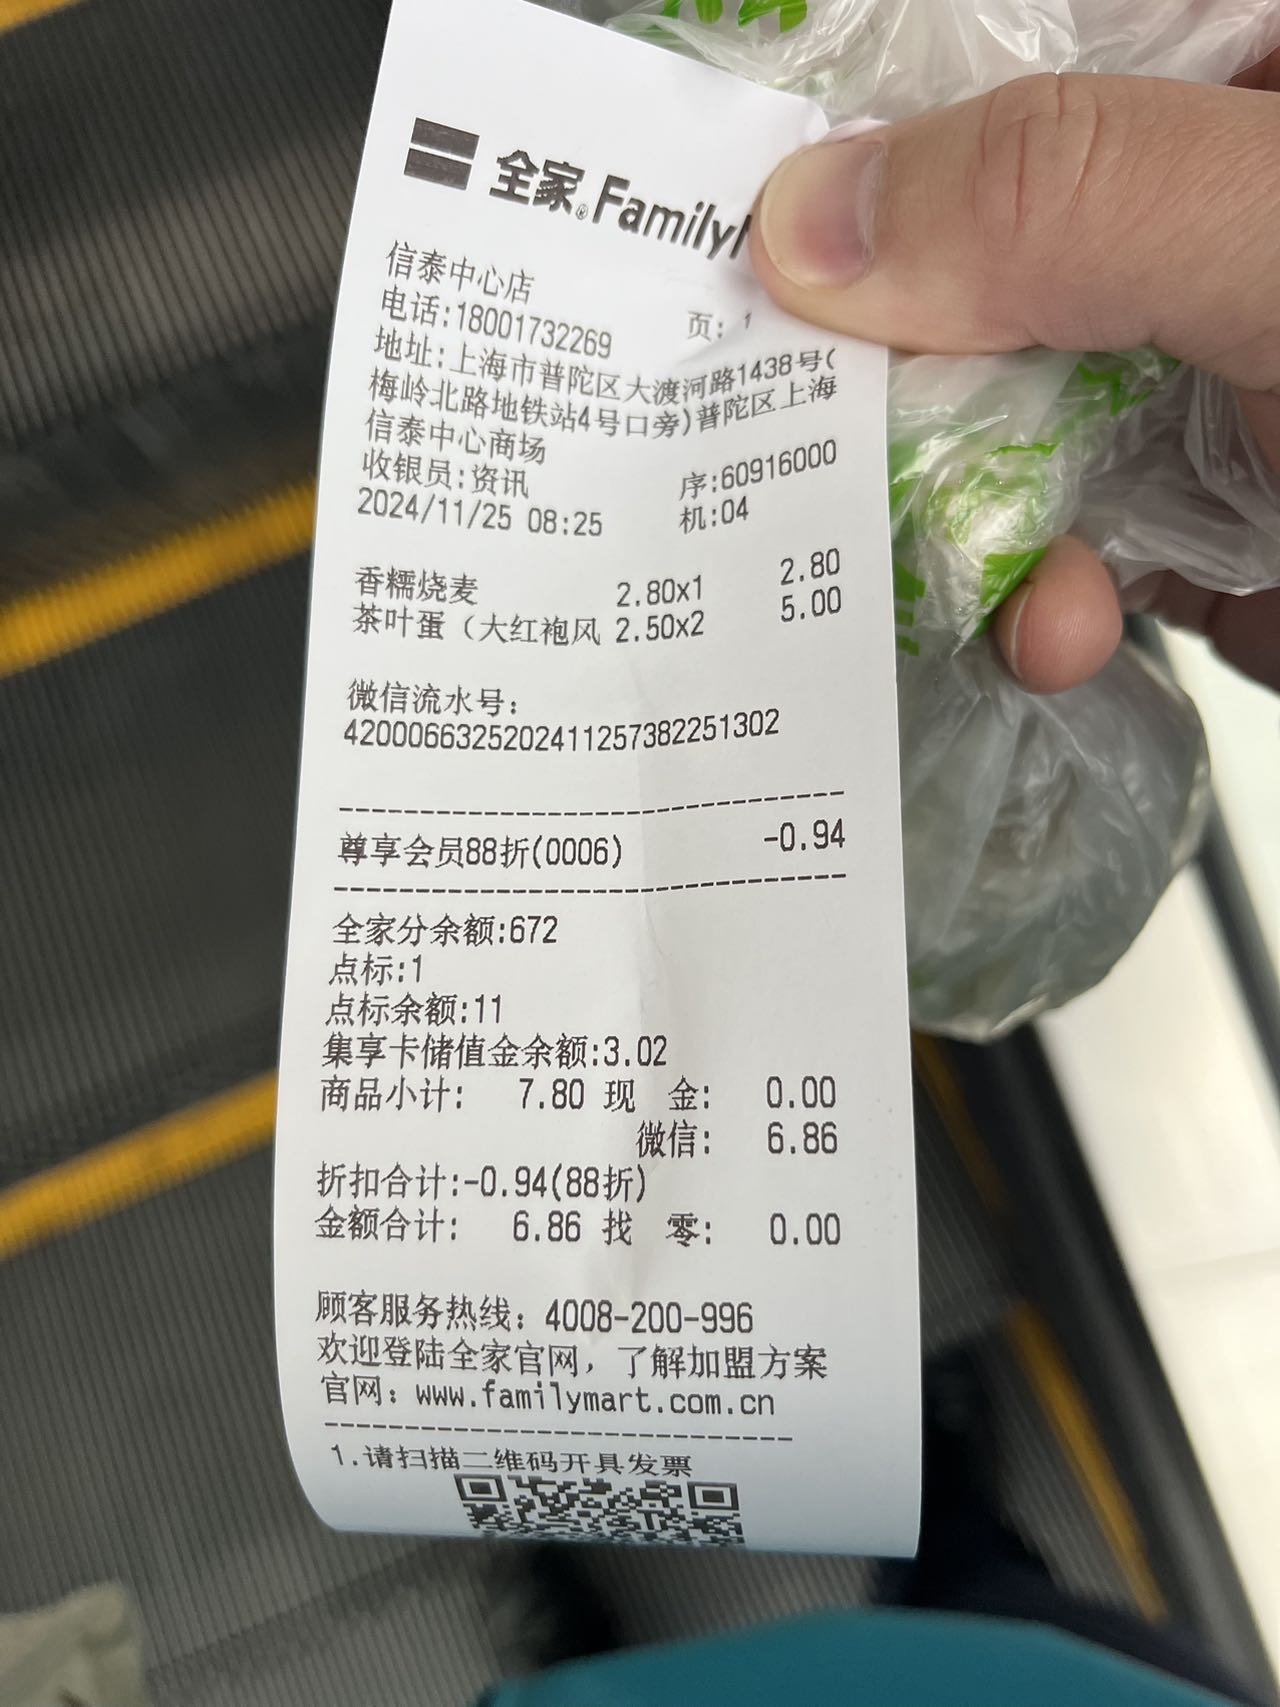 全家®FamilyM
信泰中心店
电话:18001732269 页: 1
地址:上海市普陀区大渡河路1438号(
梅岭北路地铁站4号口旁)普陀区上海
信泰中心商场
收银员:资讯 序:60916000
2024/11/25 08:25 机:04
香糯烧麦 2.80x1 2.80
茶叶蛋（大红袍风 2.50x2 5.00
微信流水号:
4200066325202411257382251302
尊享会员88折(0006) -0.94
全家分余额:672
点标:1
点标余额:11
集享卡储值金余额:3.02
商品小计: 7.80 现 金: 0.00
微信: 6.86
折扣合计:-0.94(88折)
金额合计: 6.86 找 零: 0.00
顾客服务热线: 4008-200-996
欢迎登陆全家官网，了解加盟方案
官网: www.familymart.com.cn
1.请扫描二维码开具发票